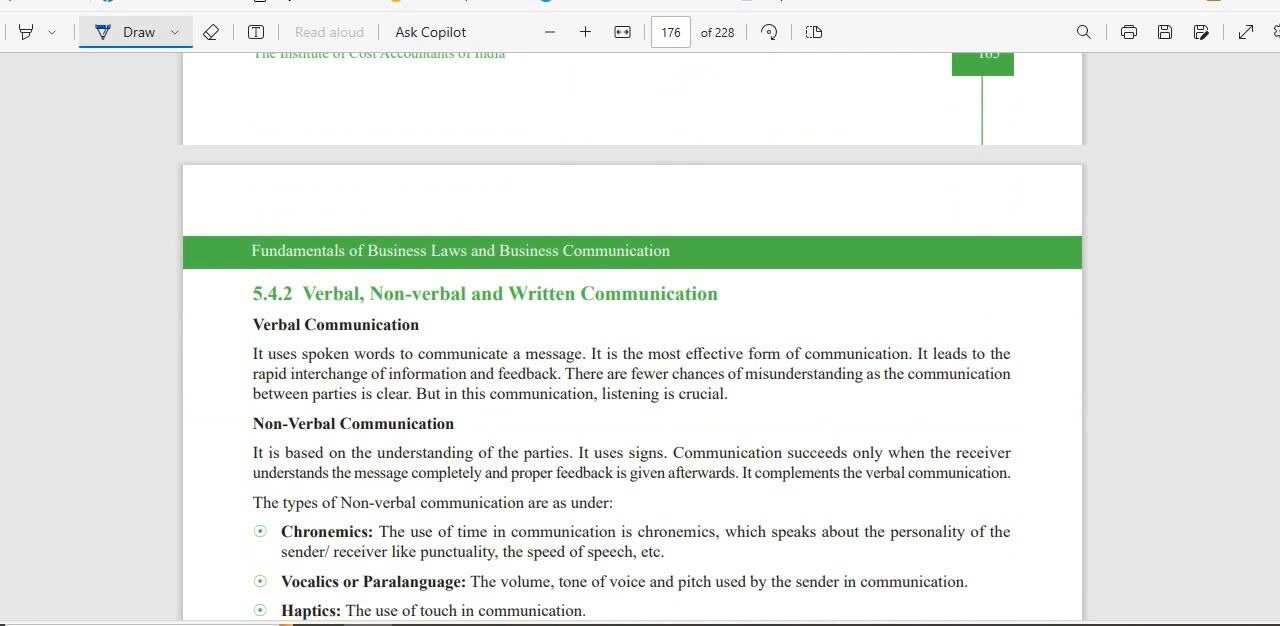 Draw
Read aloud
Ask Copilot
176
of 228
The Institute of Cost Accountants of India
165
Fundamentals of Business Laws and Business Communication
5.4.2 Verbal, Non-verbal and Written Communication
Verbal Communication
It uses spoken words to communicate a message. It is the most effective form of communication. It leads to the
rapid interchange of information and feedback. There are fewer chances of misunderstanding as the communication
between parties is clear. But in this communication, listening is crucial.
Non-Verbal Communication
It is based on the understanding of the parties. It uses signs. Communication succeeds only when the receiver
understands the message completely and proper feedback is given afterwards. It complements the verbal communication.
The types of Non-verbal communication are as under:
Chronemics: The use of time in communication is chronemics, which speaks about the personality of the
sender/ receiver like punctuality, the speed of speech, etc.
Vocalics or Paralanguage: The volume, tone of voice and pitch used by the sender in communication.
Haptics: The use of touch in communication.